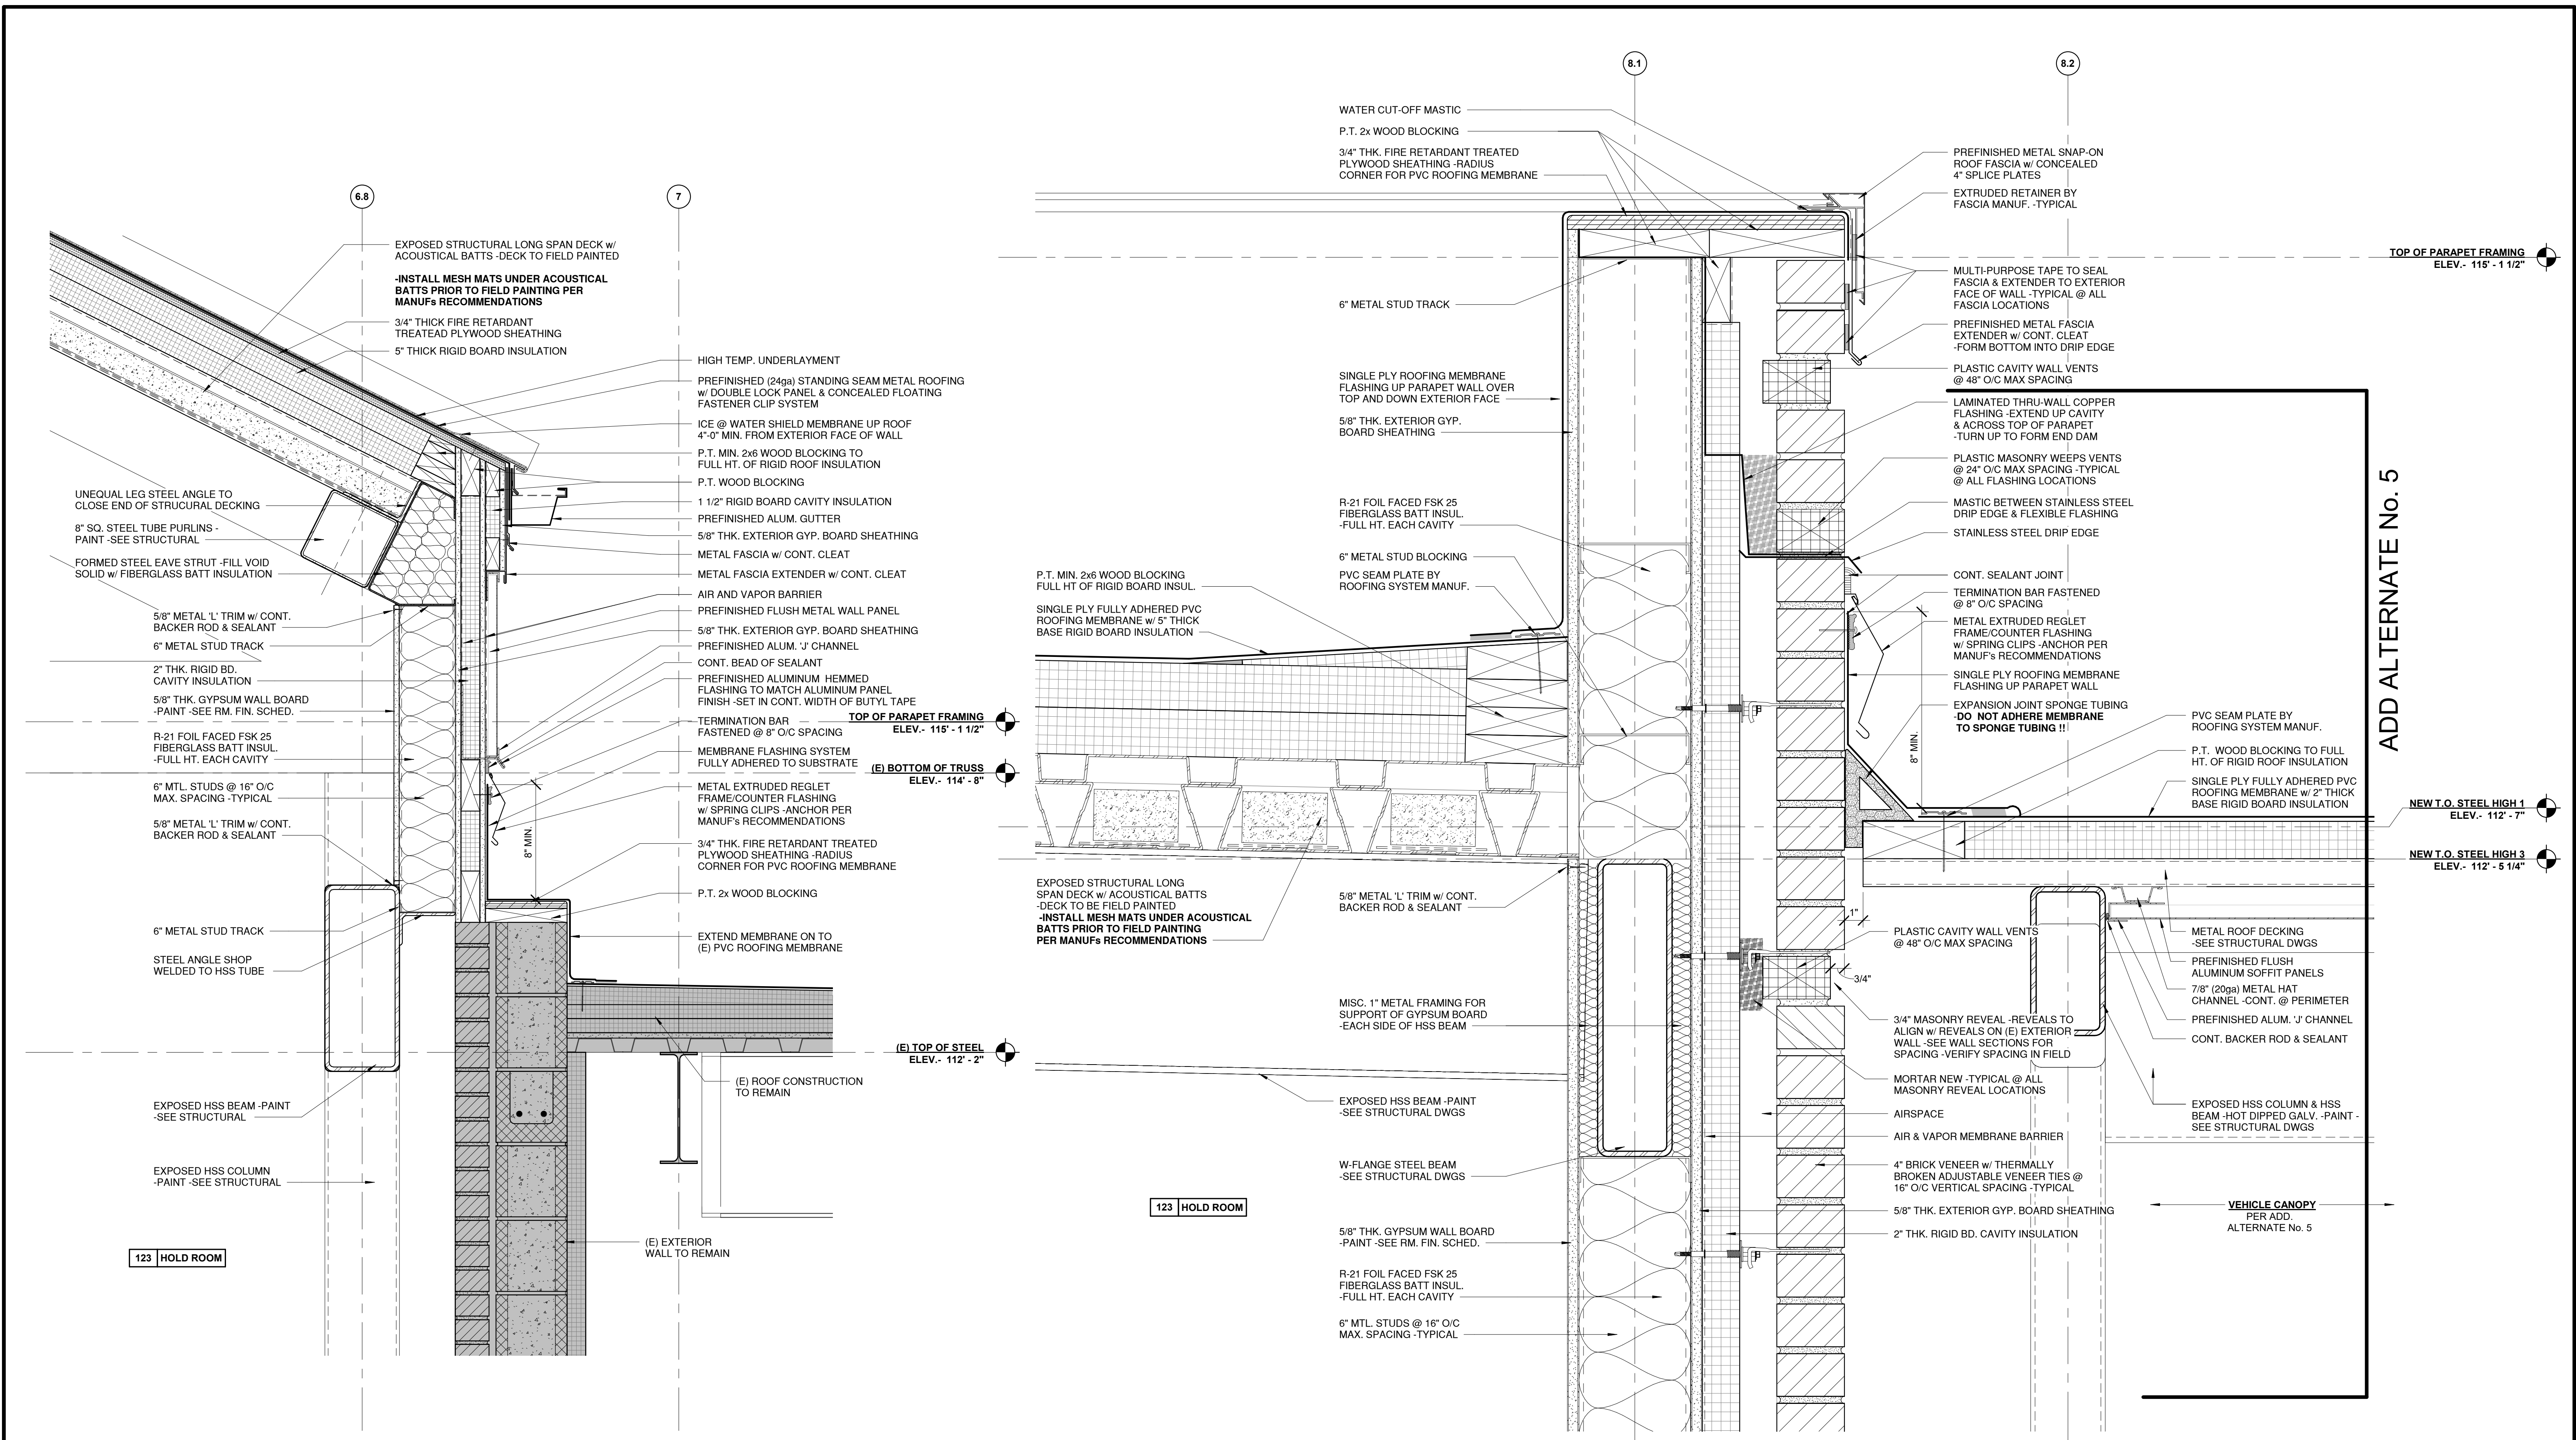 6.8
7
EXPOSED STRUCTURAL LONG SPAN DECK w/
ACOUSTICAL BATTS -DECK TO FIELD PAINTED
-INSTALL MESH MATS UNDER ACOUSTICAL
BATTS PRIOR TO FIELD PAINTING PER
MANUFs RECOMMENDATIONS
3/4" THICK FIRE RETARDANT
TREATEAD PLYWOOD SHEATHING
5" THICK RIGID BOARD INSULATION
UNEQUAL LEG STEEL ANGLE TO
CLOSE END OF STRUCURAL DECKING
8" SQ. STEEL TUBE PURLINS -
PAINT -SEE STRUCTURAL
FORMED STEEL EAVE STRUT -FILL VOID
SOLID w/ FIBERGLASS BATT INSULATION
5/8" METAL 'L' TRIM w/ CONT.
BACKER ROD & SEALANT
6" METAL STUD TRACK
2" THK. RIGID BD.
CAVITY INSULATION
5/8" THK. GYPSUM WALL BOARD
-PAINT -SEE RM. FIN. SCHED.
R-21 FOIL FACED FSK 25
FIBERGLASS BATT INSUL.
-FULL HT. EACH CAVITY
6" MTL. STUDS @ 16" O/C
MAX. SPACING -TYPICAL
5/8" METAL 'L' TRIM w/ CONT.
BACKER ROD & SEALANT
6" METAL STUD TRACK
STEEL ANGLE SHOP
WELDED TO HSS TUBE
EXPOSED HSS BEAM -PAINT
-SEE STRUCTURAL
EXPOSED HSS COLUMN
-PAINT -SEE STRUCTURAL
123 HOLD ROOM
HIGH TEMP. UNDERLAYMENT
PREFINISHED (24ga) STANDING SEAM METAL ROOFING
w/ DOUBLE LOCK PANEL & CONCEALED FLOATING
FASTENER CLIP SYSTEM
ICE @ WATER SHIELD MEMBRANE UP ROOF
4"-0" MIN. FROM EXTERIOR FACE OF WALL
P.T. MIN. 2x6 WOOD BLOCKING TO
FULL HT. OF RIGID ROOF INSULATION
P.T. WOOD BLOCKING
1 1/2" RIGID BOARD CAVITY INSULATION
PREFINISHED ALUM. GUTTER
5/8" THK. EXTERIOR GYP. BOARD SHEATHING
METAL FASCIA w/ CONT. CLEAT
METAL FASCIA EXTENDER w/ CONT. CLEAT
AIR AND VAPOR BARRIER
PREFINISHED FLUSH METAL WALL PANEL
5/8" THK. EXTERIOR GYP. BOARD SHEATHING
PREFINISHED ALUM. 'J' CHANNEL
CONT. BEAD OF SEALANT
PREFINISHED ALUMINUM HEMMED
FLASHING TO MATCH ALUMINUM PANEL
FINISH -SET IN CONT. WIDTH OF BUTYL TAPE
TERMINATION BAR
FASTENED @ 8" O/C SPACING
MEMBRANE FLASHING SYSTEM
FULLY ADHERED TO SUBSTRATE
METAL EXTRUDED REGLET
FRAME/COUNTER FLASHING
w/ SPRING CLIPS -ANCHOR PER
MANUF's RECOMMENDATIONS
8" MIN.
3/4" THK. FIRE RETARDANT TREATED
PLYWOOD SHEATHING -RADIUS
CORNER FOR PVC ROOFING MEMBRANE
P.T. 2x WOOD BLOCKING
EXTEND MEMBRANE ON TO
(E) PVC ROOFING MEMBRANE
(E) ROOF CONSTRUCTION
TO REMAIN
(E) EXTERIOR
WALL TO REMAIN
TOP OF PARAPET FRAMING
ELEV.- 115' - 1 1/2"
(E) BOTTOM OF TRUSS
ELEV.- 114' - 8"
(E) TOP OF STEEL
ELEV.- 112' - 2"
8.1
8.2
WATER CUT-OFF MASTIC
P.T. 2x WOOD BLOCKING
3/4" THK. FIRE RETARDANT TREATED
PLYWOOD SHEATHING -RADIUS
CORNER FOR PVC ROOFING MEMBRANE
6" METAL STUD TRACK
SINGLE PLY ROOFING MEMBRANE
FLASHING UP PARAPET WALL OVER
TOP AND DOWN EXTERIOR FACE
5/8" THK. EXTERIOR GYP.
BOARD SHEATHING
R-21 FOIL FACED FSK 25
FIBERGLASS BATT INSUL.
-FULL HT. EACH CAVITY
6" METAL STUD BLOCKING
PVC SEAM PLATE BY
ROOFING SYSTEM MANUF.
P.T. MIN. 2x6 WOOD BLOCKING
FULL HT OF RIGID BOARD INSUL.
SINGLE PLY FULLY ADHERED PVC
ROOFING MEMBRANE w/ 5" THICK
BASE RIGID BOARD INSULATION
EXPOSED STRUCTURAL LONG
SPAN DECK w/ ACOUSTICAL BATTS
-DECK TO BE FIELD PAINTED
-INSTALL MESH MATS UNDER ACOUSTICAL
BATTS PRIOR TO FIELD PAINTING
PER MANUFs RECOMMENDATIONS
5/8" METAL 'L' TRIM w/ CONT.
BACKER ROD & SEALANT
MISC. 1" METAL FRAMING FOR
SUPPORT OF GYPSUM BOARD
-EACH SIDE OF HSS BEAM
EXPOSED HSS BEAM -PAINT
-SEE STRUCTURAL DWGS
W-FLANGE STEEL BEAM
-SEE STRUCTURAL DWGS
123 HOLD ROOM
5/8" THK. GYPSUM WALL BOARD
-PAINT -SEE RM. FIN. SCHED.
R-21 FOIL FACED FSK 25
FIBERGLASS BATT INSUL.
-FULL HT. EACH CAVITY
6" MTL. STUDS @ 16" O/C
MAX. SPACING -TYPICAL
PREFINISHED METAL SNAP-ON
ROOF FASCIA w/ CONCEALED
4" SPLICE PLATES
EXTRUDED RETAINER BY
FASCIA MANUF. -TYPICAL
MULTI-PURPOSE TAPE TO SEAL
FASCIA & EXTENDER TO EXTERIOR
FACE OF WALL -TYPICAL @ ALL
FASCIA LOCATIONS
PREFINISHED METAL FASCIA
EXTENDER w/ CONT. CLEAT
-FORM BOTTOM INTO DRIP EDGE
PLASTIC CAVITY WALL VENTS
@ 48" O/C MAX SPACING
LAMINATED THRU-WALL COPPER
FLASHING -EXTEND UP CAVITY
& ACROSS TOP OF PARAPET
-TURN UP TO FORM END DAM
PLASTIC MASONRY WEEPS VENTS
@ 24" O/C MAX SPACING -TYPICAL
@ ALL FLASHING LOCATIONS
MASTIC BETWEEN STAINLESS STEEL
DRIP EDGE & FLEXIBLE FLASHING
STAINLESS STEEL DRIP EDGE
CONT. SEALANT JOINT
TERMINATION BAR FASTENED
@ 8" O/C SPACING
METAL EXTRUDED REGLET
FRAME/COUNTER FLASHING
w/ SPRING CLIPS -ANCHOR PER
MANUF's RECOMMENDATIONS
SINGLE PLY ROOFING MEMBRANE
FLASHING UP PARAPET WALL
EXPANSION JOINT SPONGE TUBING
-DO NOT ADHERE MEMBRANE
TO SPONGE TUBING !!
8" MIN.
PVC SEAM PLATE BY
ROOFING SYSTEM MANUF.
P.T. WOOD BLOCKING TO FULL
HT. OF RIGID ROOF INSULATION
SINGLE PLY FULLY ADHERED PVC
ROOFING MEMBRANE w/ 2" THICK
BASE RIGID BOARD INSULATION
1"
PLASTIC CAVITY WALL VENTS
@ 48" O/C MAX SPACING
3/4"
3/4" MASONRY REVEAL -REVEALS TO
ALIGN w/ REVEALS ON (E) EXTERIOR
WALL -SEE WALL SECTIONS FOR
SPACING -VERIFY SPACING IN FIELD
MORTAR NEW -TYPICAL @ ALL
MASONRY REVEAL LOCATIONS
AIRSPACE
AIR & VAPOR MEMBRANE BARRIER
4" BRICK VENEER w/ THERMALLY
BROKEN ADJUSTABLE VENEER TIES @
16" O/C VERTICAL SPACING -TYPICAL
5/8" THK. EXTERIOR GYP. BOARD SHEATHING
2" THK. RIGID BD. CAVITY INSULATION
METAL ROOF DECKING
-SEE STRUCTURAL DWGS
PREFINISHED FLUSH
ALUMINUM SOFFIT PANELS
7/8" (20ga) METAL HAT
CHANNEL -CONT. @ PERIMETER
PREFINISHED ALUM. 'J' CHANNEL
CONT. BACKER ROD & SEALANT
EXPOSED HSS COLUMN & HSS
BEAM -HOT DIPPED GALV. -PAINT -
SEE STRUCTURAL DWGS
VEHICLE CANOPY
PER ADD.
ALTERNATE No. 5
ADD ALTERNATE No. 5
TOP OF PARAPET FRAMING
ELEV.- 115' - 1 1/2"
NEW T.O. STEEL HIGH 1
ELEV.- 112' - 7"
NEW T.O. STEEL HIGH 3
ELEV.- 112' - 5 1/4"